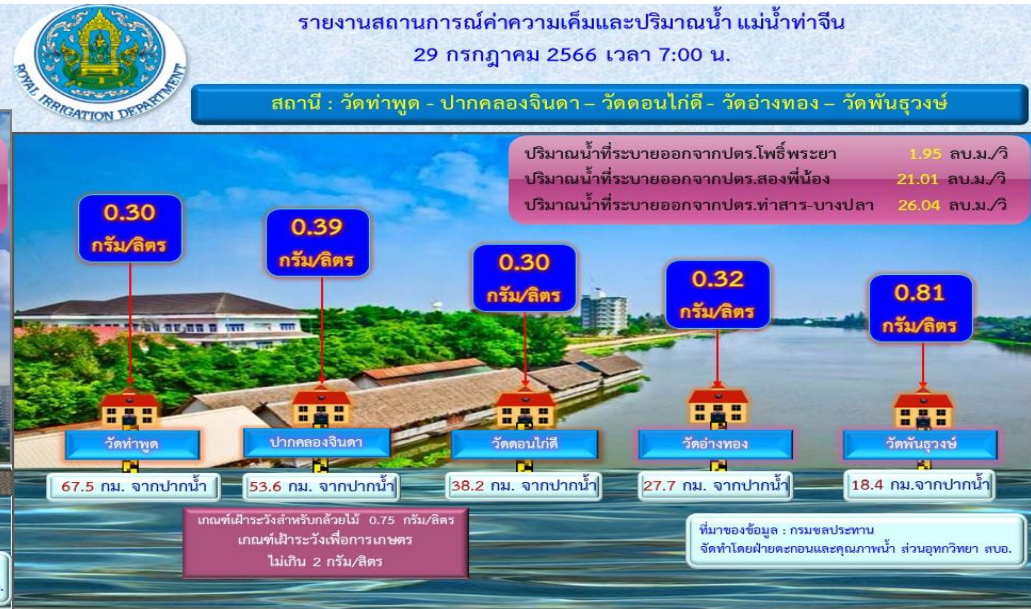 รายงานสถานการณ์ค่าความเค็มและปริมาณน้ำ แม่น้ำท่าจีน
29 กรกฎาคม 2566 เวลา 7:00 น.
ROYAL IRRIGATION DEPARTMENT
สถานี : วัดท่าพูด - ปากคลองจินดา – วัดดอนไก่ดี - วัดอ่างทอง – วัดพันธุวงษ์
ปริมาณน้ำที่ระบายออกจากปตร.โพธิ์พระยา 1.95 ลบ.ม./วิ
ปริมาณน้ำที่ระบายออกจากปตร.สองพี่น้อง 21.01 ลบ.ม./วิ
ปริมาณน้ำที่ระบายออกจากปตร.ท่าสาร-บางปลา 26.04 ลบ.ม./วิ
0.30
กรัม/ลิตร
0.39
กรัม/ลิตร
0.30
กรัม/ลิตร
0.32
กรัม/ลิตร
0.81
กรัม/ลิตร
วัดท่าพูด
ปากคลองจินดา
วัดดอนไก่ดี
วัดอ่างทอง
วัดพันธุวงษ์
67.5 กม. จากปากน้ำ
53.6 กม. จากปากน้ำ
38.2 กม. จากปากน้ำ
27.7 กม. จากปากน้ำ
18.4 กม.จากปากน้ำ
เกณฑ์เฝ้าระวังสำหรับกล้วยไม้ 0.75 กรัม/ลิตร
เกณฑ์เฝ้าระวังเพื่อการเกษตร
ไม่เกิน 2 กรัม/ลิตร
ที่มาของข้อมูล : กรมชลประทาน
จัดทำโดยฝ่ายตะกอนและคุณภาพน้ำ ส่วนอุทกวิทยา สบอ.